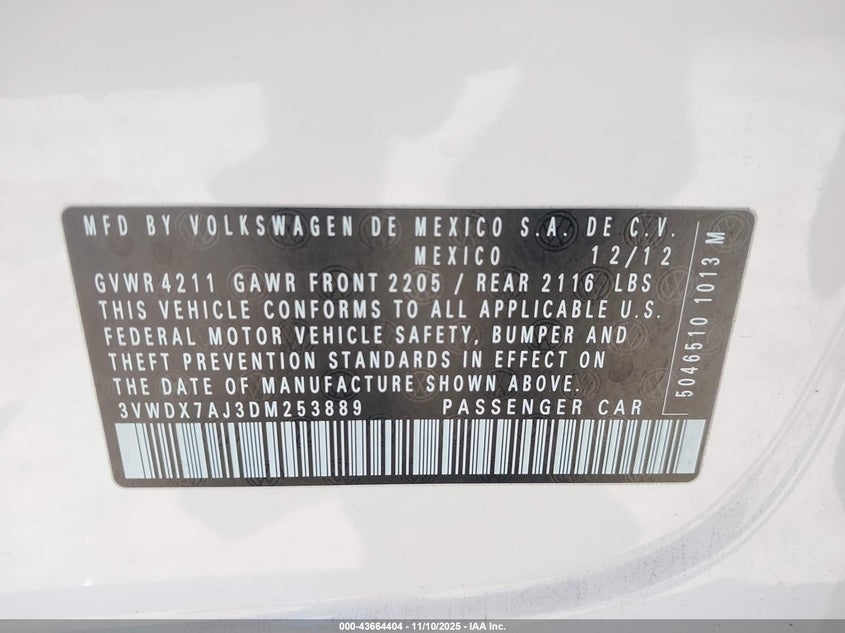 MFD BY VOLKSWAGEN DE MEXICO S.A. DE C.V.
MEXICO 12/12
GVWR 4211 GAWR FRONT 2205 / REAR 2116 LBS
THIS VEHICLE CONFORMS TO ALL APPLICABLE U.S.
FEDERAL MOTOR VEHICLE SAFETY, BUMPER AND
THEFT PREVENTION STANDARDS IN EFFECT ON
THE DATE OF MANUFACTURE SHOWN ABOVE.
3VWDX7AJ3DM253889 PASSENGER CAR
5046510 1013 M
000-43664404 - 11/10/2025 - IAA Inc.